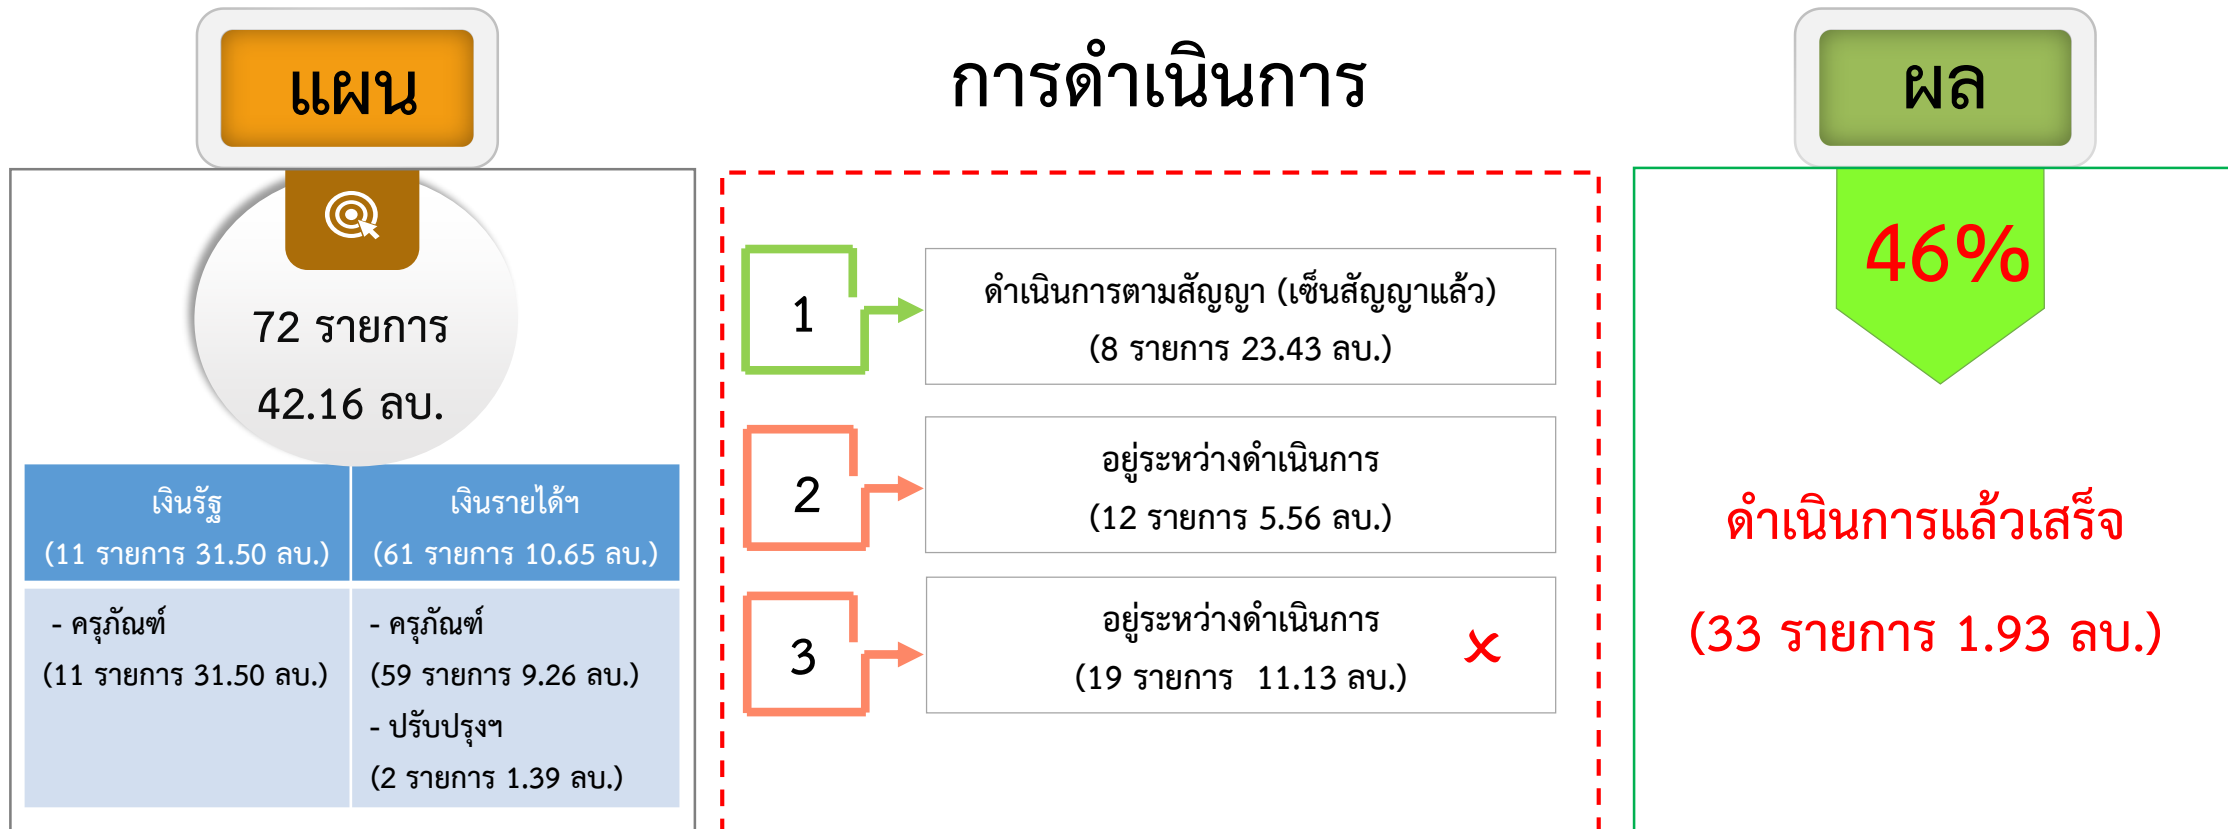 แผน
72 รายการ
42.16 ลบ.
เงินรัฐ
(11 รายการ 31.50 ลบ.)
เงินรายได้ฯ
(61 รายการ 10.65 ลบ.)
- ครุภัณฑ์
(11 รายการ 31.50 ลบ.)
- ครุภัณฑ์
(59 รายการ 9.26 ลบ.)
- ปรับปรุงฯ
(2 รายการ 1.39 ลบ.)
การดำเนินการ
1
ดำเนินการตามสัญญา (เซ็นสัญญาแล้ว)
(8 รายการ 23.43 ลบ.)
2
อยู่ระหว่างดำเนินการ
(12 รายการ 5.56 ลบ.)
3
อยู่ระหว่างดำเนินการ
(19 รายการ 11.13 ลบ.)
ผล
46%
ดำเนินการแล้วเสร็จ
(33 รายการ 1.93 ลบ.)